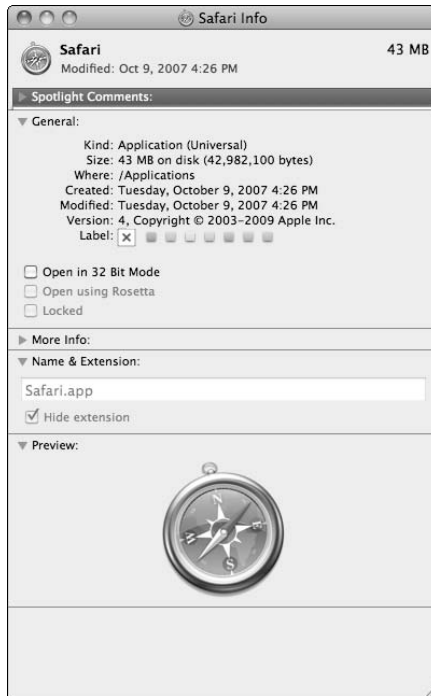 Safari Info
Safari 43 MB
Modified: Oct 9, 2007 4:26 PM
Spotlight Comments:
General:
Kind: Application (Universal)
Size: 43 MB on disk (42,982,100 bytes)
Where: /Applications
Created: Tuesday, October 9, 2007 4:26 PM
Modified: Tuesday, October 9, 2007 4:26 PM
Version: 4, Copyright © 2003-2009 Apple Inc.
Label:
Open in 32 Bit Mode
Open using Rosetta
Locked
More Info:
Name & Extension:
Safari.app
Hide extension
Preview:
N
E
W
S